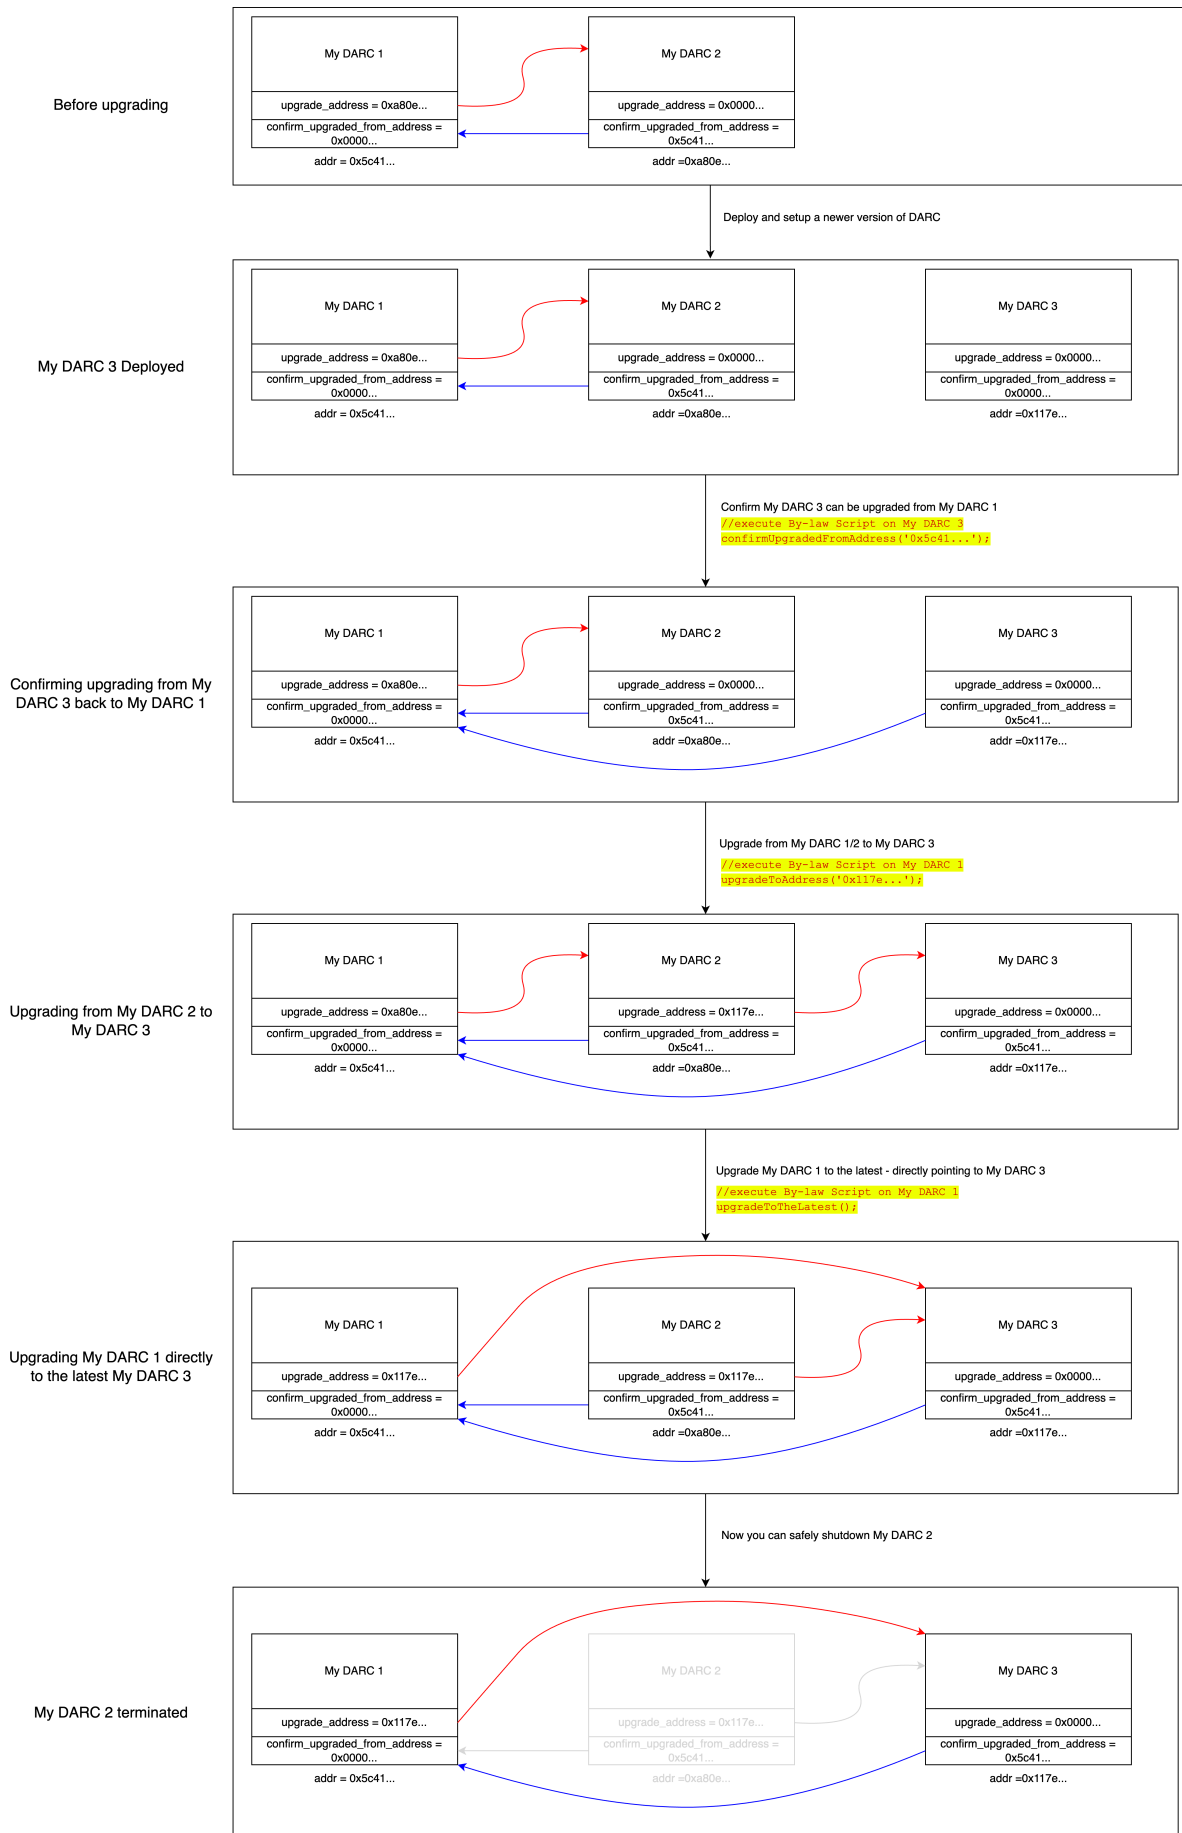 My DARC 1
My DARC 2
Before upgrading
upgrade_address = 0xa80e...
upgrade_address = 0x0000...
confirm_upgraded_from_address =
0x0000...
confirm_upgraded_from_address =
0x5c41...
addr = 0x5c41...
addr =0xa80e...
Deploy and setup a newer version of DARC
My DARC 1
My DARC 2
My DARC 3
My DARC 3 Deployed
upgrade_address = 0xa80e...
upgrade_address = 0x0000...
upgrade_address = 0x0000...
confirm_upgraded_from_address =
0x0000...
confirm_upgraded_from_address =
0x5c41...
confirm_upgraded_from_address =
0x0000...
addr = 0x5c41...
addr =0xa80e...
addr =0x117e...
Confirm My DARC 3 can be upgraded from My DARC 1
//execute By-law Script on My DARC 3
confirmUpgradedFromAddress('0x5c41...');
My DARC 1
My DARC 2
My DARC 3
Confirming upgrading from My
DARC 3 back to My DARC 1
upgrade_address = 0xa80e...
upgrade_address = 0x0000...
upgrade_address = 0x0000...
confirm_upgraded_from_address =
0x0000...
confirm_upgraded_from_address =
0x5c41...
confirm_upgraded_from_address =
0x5c41...
addr = 0x5c41...
addr =0xa80e...
addr =0x117e...
Upgrade from My DARC 1/2 to My DARC 3
//execute By-law Script on My DARC 1
upgradeToAddress('0x117e...');
My DARC 1
My DARC 2
My DARC 3
Upgrading from My DARC 2 to
My DARC 3
upgrade_address = 0xa80e...
upgrade_address = 0x117e...
upgrade_address = 0x0000...
confirm_upgraded_from_address =
0x0000...
confirm_upgraded_from_address =
0x5c41...
confirm_upgraded_from_address =
0x5c41...
addr = 0x5c41...
addr =0xa80e...
addr =0x117e...
Upgrade My DARC 1 to the latest - directly pointing to My DARC 3
//execute By-law Script on My DARC 1
upgradeToTheLatest();
My DARC 1
My DARC 2
My DARC 3
Upgrading My DARC 1 directly
to the latest My DARC 3
upgrade_address = 0x117e...
upgrade_address = 0x117e...
upgrade_address = 0x0000...
confirm_upgraded_from_address =
0x0000...
confirm_upgraded_from_address =
0x5c41...
confirm_upgraded_from_address =
0x5c41...
addr = 0x5c41...
addr =0xa80e...
addr =0x117e...
Now you can safely shutdown My DARC 2
My DARC 1
My DARC 2
My DARC 3
My DARC 2 terminated
upgrade_address = 0x117e...
upgrade_address = 0x117e...
upgrade_address = 0x0000...
confirm_upgraded_from_address =
0x0000...
confirm_upgraded_from_address =
0x5c41...
confirm_upgraded_from_address =
0x5c41...
addr = 0x5c41...
addr =0xa80e...
addr =0x117e...